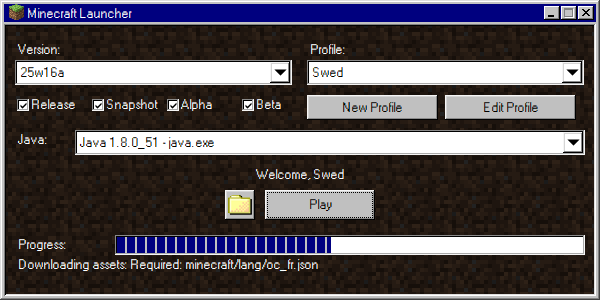 Minecraft Launcher
Version: Profile:
25w16a Swed
Release Snapshot Alpha Beta New Profile Edit Profile
Java: Java 1.8.0_51 - java.exe
Welcome, Swed
Play
Progress:
Downloading assets: Required: minecraft/lang/oc_fr.json